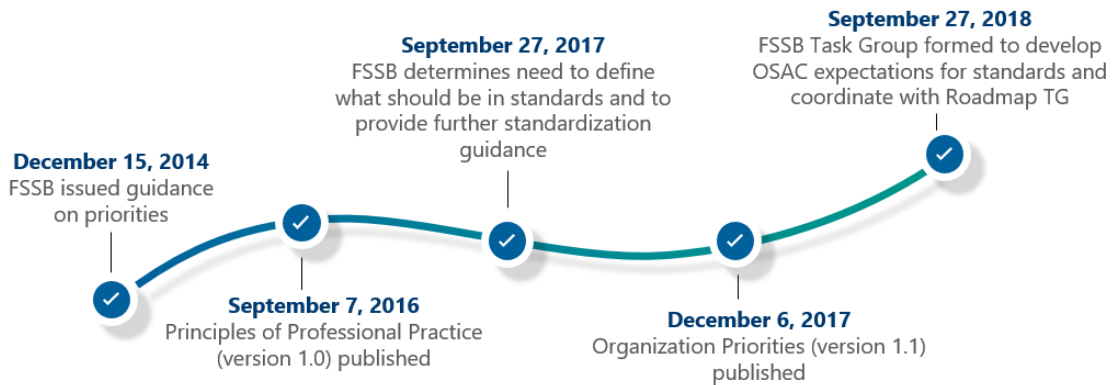 December 15, 2014
FSSB issued guidance
on priorities
September 7, 2016
Principles of Professional Practice
(version 1.0) published
September 27, 2017
FSSB determines need to define
what should be in standards and to
provide further standardization
guidance
December 6, 2017
Organization Priorities (version 1.1)
published
September 27, 2018
FSSB Task Group formed to develop
OSAC expectations for standards and
coordinate with Roadmap TG